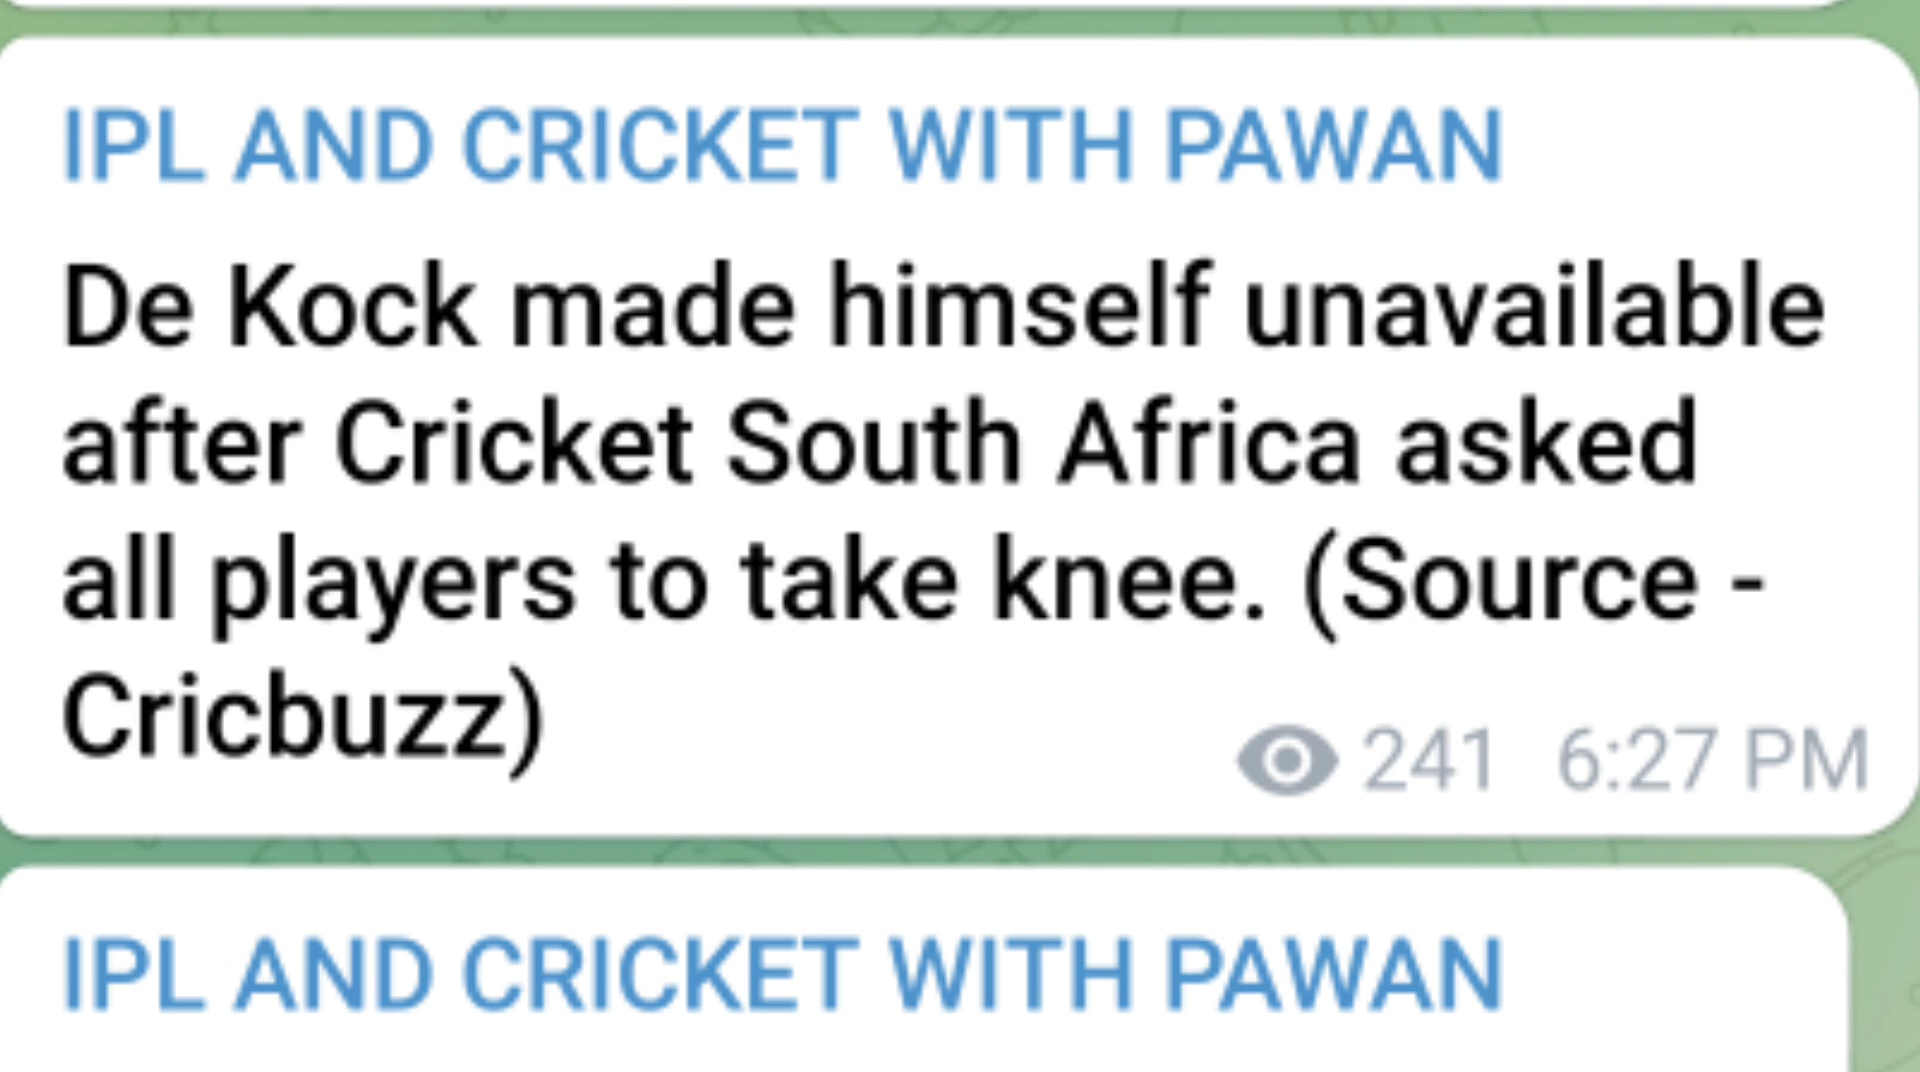 IPL AND CRICKET WITH PAWAN
De Kock made himself unavailable
after Cricket South Africa asked
all players to take knee. (Source -
Cricbuzz)
241 6:27 PM
IPL AND CRICKET WITH PAWAN